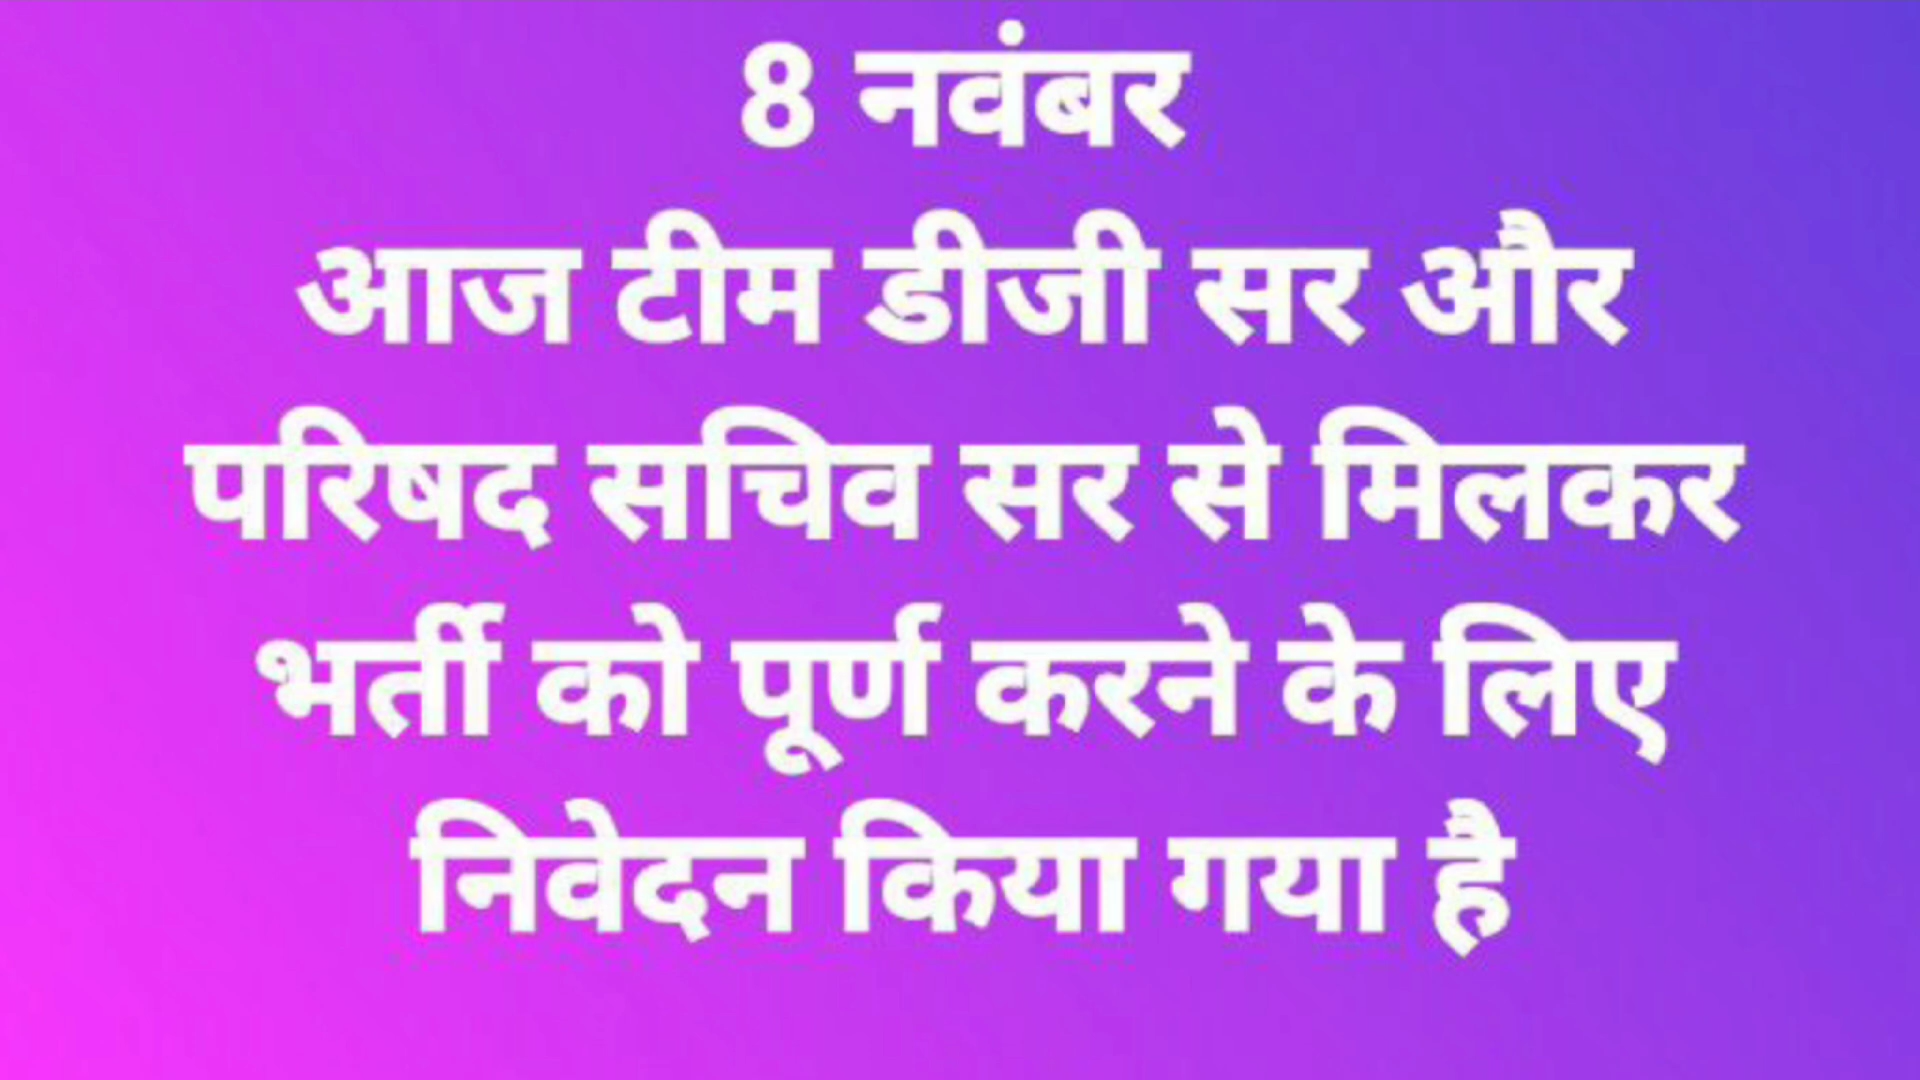 8 नवंबर
आज टीम डीजी सर और
परिषद सचिव सर से मिलकर
भर्ती को पूर्ण करने के लिए
निवेदन किया गया है